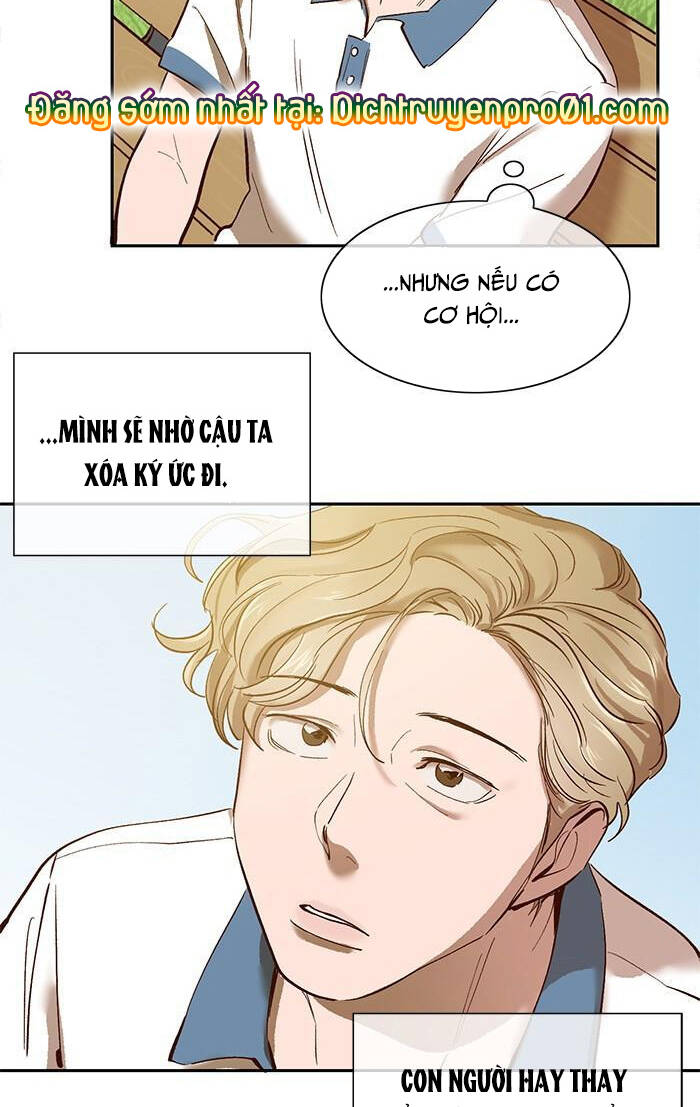 Đăng sớm nhất tại: Dichtruyenpro01.com
...NHƯNG NẾU CÓ
CƠ HỘI...
...MÌNH SẼ NHỜ CẬU TA
XÓA KÝ ỨC ĐI.
CON NGƯỜI HAY THAY